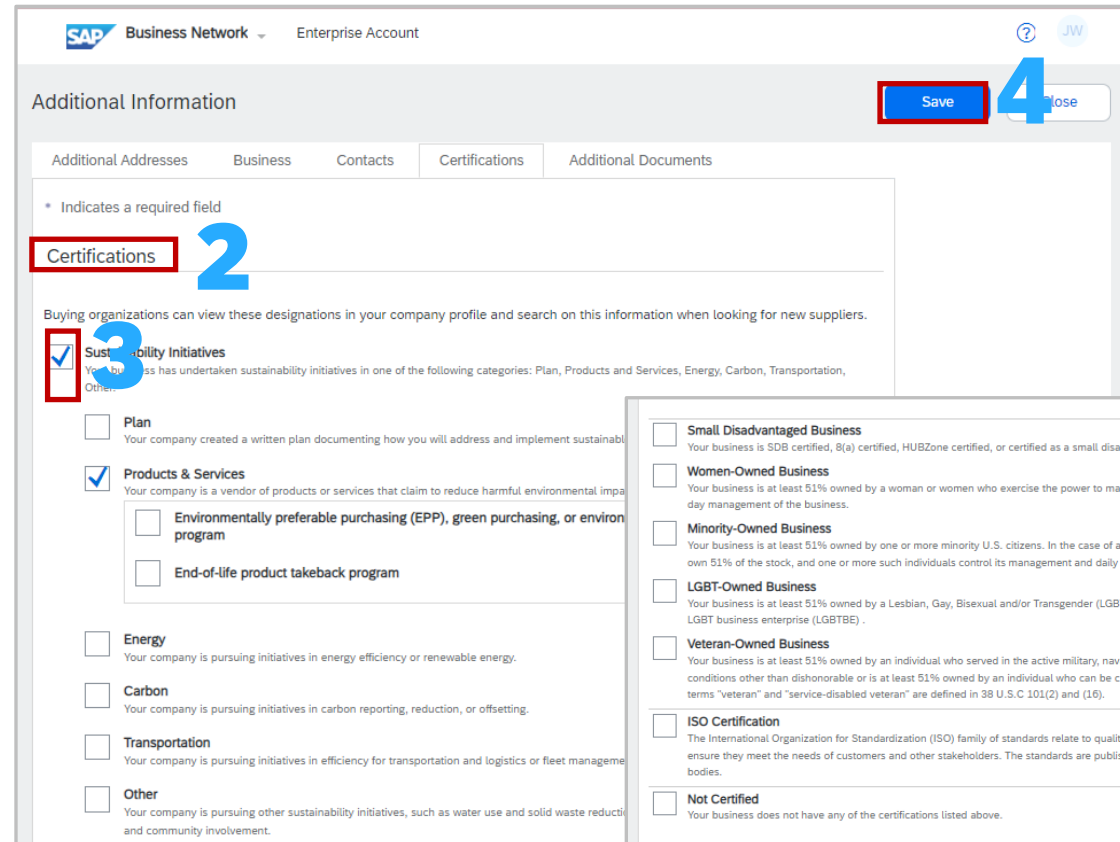 SAP Business Network Enterprise Account ? JW
Additional Information
Save
4
Additional Addresses Business Contacts Certifications Additional Documents
* Indicates a required field
Certifications
2
Buying organizations can view these designations in your company profile and search on this information when looking for new suppliers.
3
Initiatives
has undertaken sustainability initiatives in one of the following categories: Plan, Products and Services, Energy, Carbon, Transportation,
Plan
Your company created a written plan documenting how you will address and implement
Products & Services
Your company is a vendor of products or services that claim to reduce harmful environmental
Environmentally preferable purchasing (EPP), green purchasing, or
program
End-of-life product takeback program
Energy
Your company is pursuing initiatives in energy efficiency or renewable energy.
Carbon
Your company is pursuing initiatives in carbon reporting, reduction, or offsetting.
Transportation
Your company is pursuing initiatives in efficiency for transportation and logistics or fleet
Other
Your company is pursuing other sustainability initiatives, such as water use and solid waste
and community involvement.
Small Disadvantaged Business
Your business is SDB certified, 8(a) certified, HUBZone certified, or certified as a small
Women-Owned Business
Your business is at least 51% owned by a woman or women who exercise the power to
day management of the business.
Minority-Owned Business
Your business is at least 51% owned by one or more minority U.S. citizens. In the case of
own 51% of the stock, and one or more such individuals control its management and daily
LGBT-Owned Business
Your business is at least 51% owned by a Lesbian, Gay, Bisexual and/or Transgender
LGBT business enterprise (LGBTBE) .
Veteran-Owned Business
Your business is at least 51% owned by an individual who served in the active military,
conditions other than dishonorable or is at least 51% owned by an individual who can be
terms "veteran" and "service-disabled veteran" are defined in 38 U.S.C 101(2) and (16).
ISO Certification
The International Organization for Standardization (ISO) family of standards relate to
ensure they meet the needs of customers and other stakeholders. The standards are
bodies.
Not Certified
Your business does not have any of the certifications listed above.